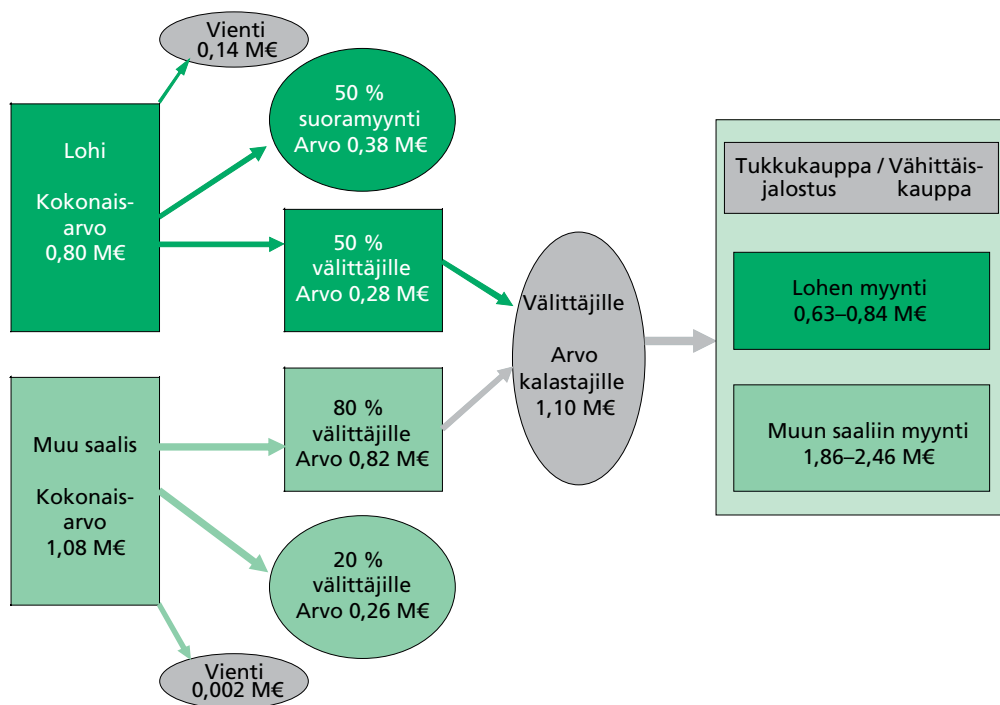 Vienti
0,14 M€
50 %
suoramyynti
Arvo 0,38 M€
Lohi
Kokonais-
arvo
0,80 M€
50 %
välittäjille
Arvo 0,28 M€
Välittäjille
Arvo
kalastajille
1,10 M€
Tukkukauppa / Vähittäis-
jalostus kauppa
Lohen myynti
0,63–0,84 M€
Muun saaliin myynti
1,86–2,46 M€
Muu saalis
Kokonais-
arvo
1,08 M€
80 %
välittäjille
Arvo 0,82 M€
20 %
välittäjille
Arvo 0,26 M€
Vienti
0,002 M€